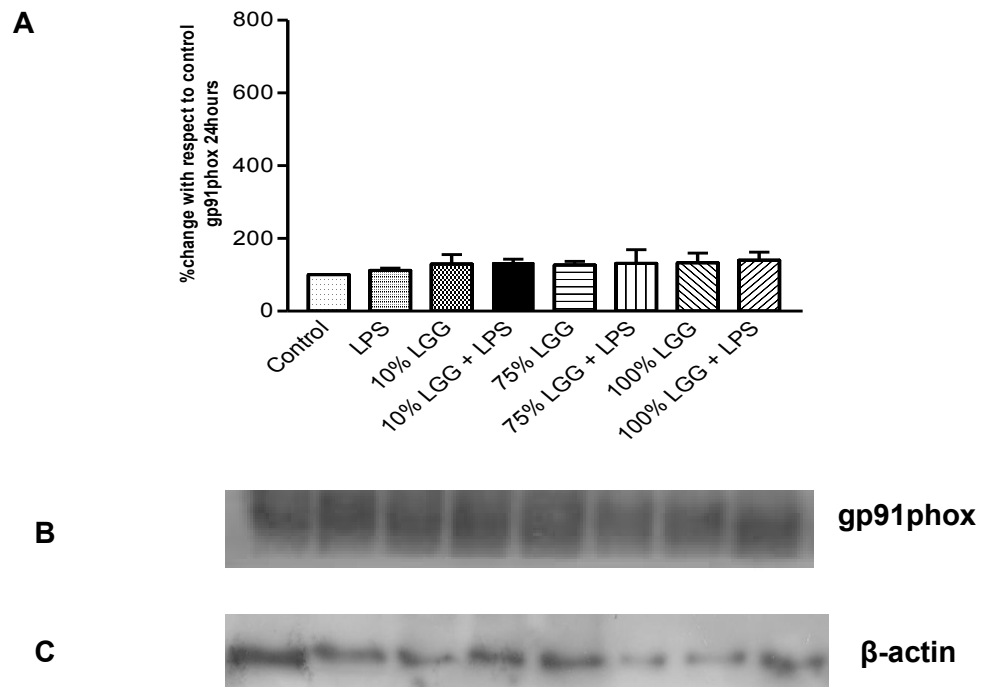 A
%change with respect to control
gp91phox 24hours
800
600
400
200
0
Control
LPS
10% LGG
10% LGG + LPS
75% LGG
75% LGG + LPS
100% LGG
100% LGG + LPS
B
gp91phox
C
β-actin